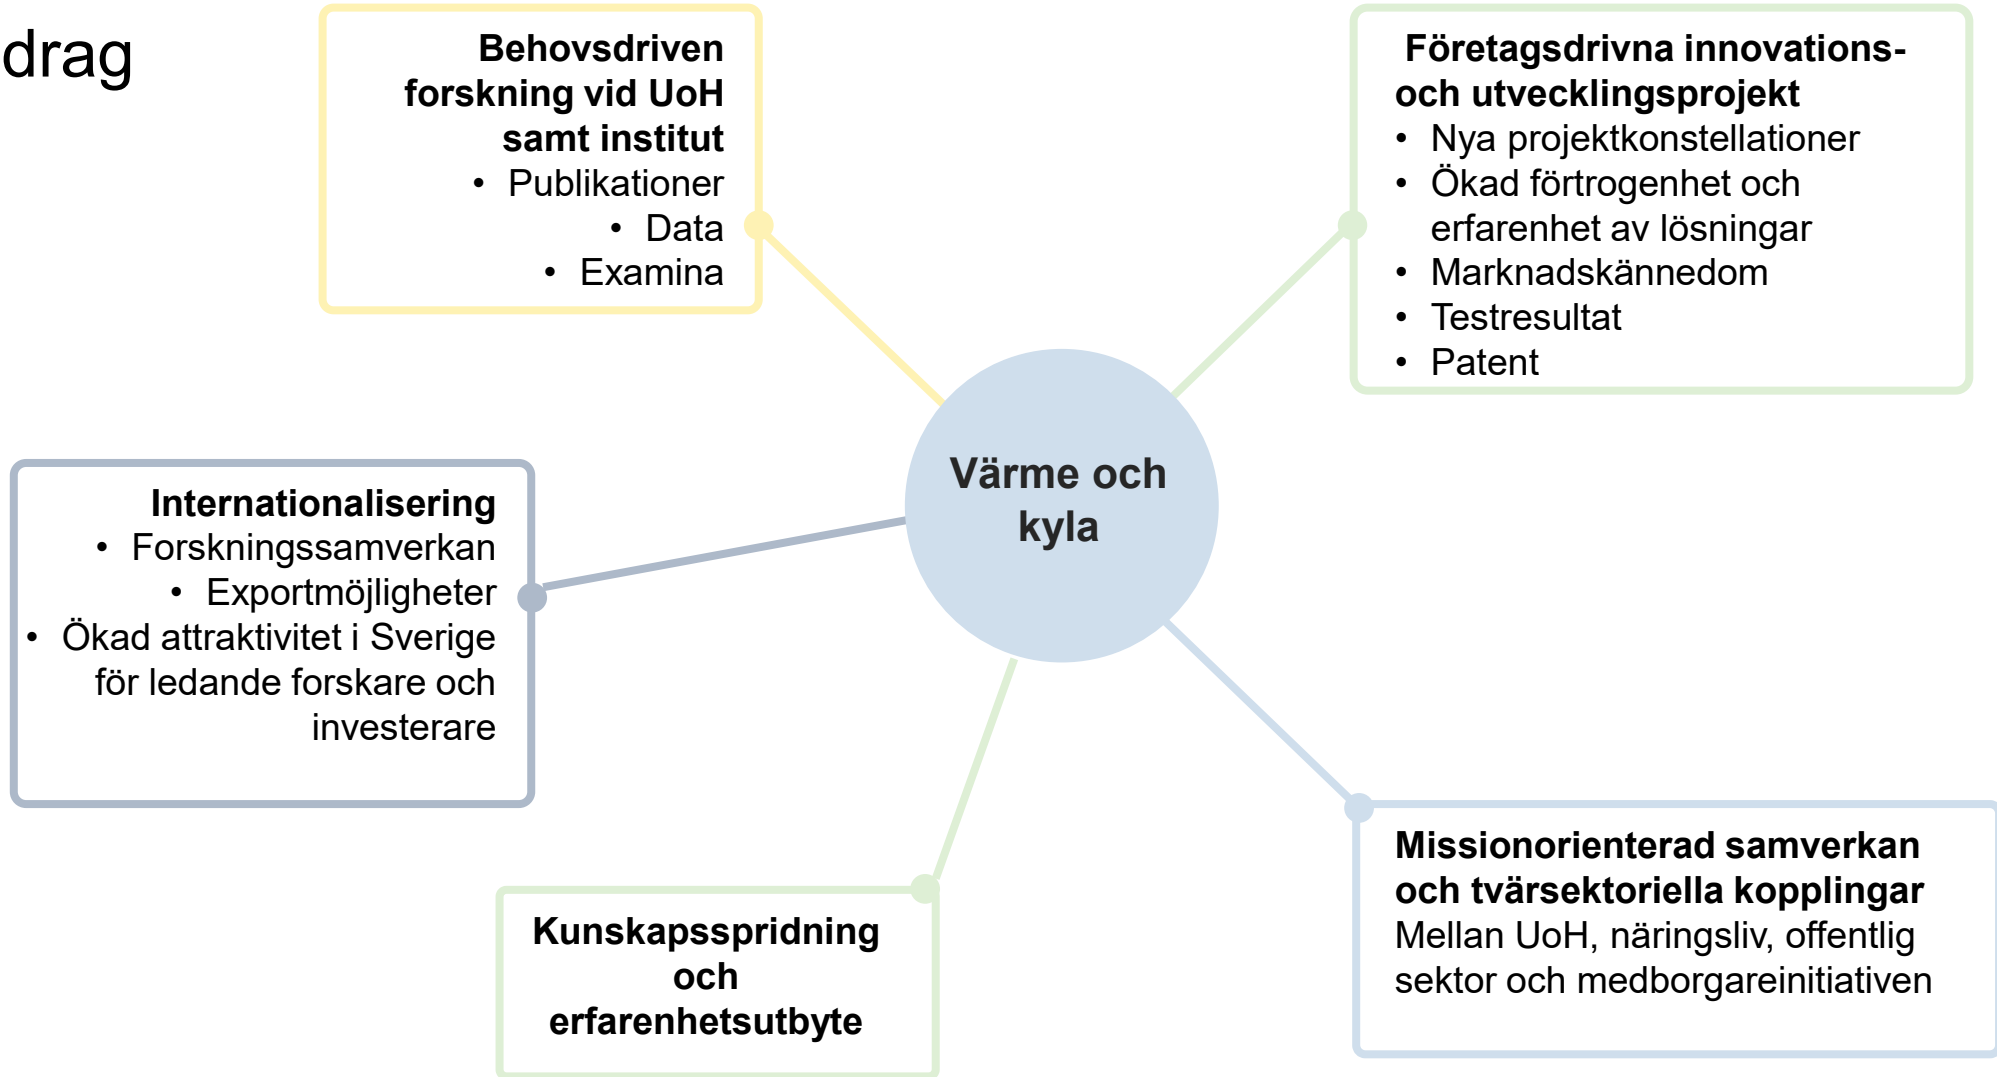 drag
Behovsdriven
forskning vid UoH
samt institut
• Publikationer
• Data
• Examina
Företagsdrivna innovations-
och utvecklingsprojekt
• Nya projektkonstellationer
• Ökad förtrogenhet och
erfarenhet av lösningar
• Marknadskännedom
• Testresultat
• Patent
Värme och
kyla
Internationalisering
• Forskningssamverkan
• Exportmöjligheter
• Ökad attraktivitet i Sverige
för ledande forskare och
investerare
Kunskapsspridning
och
erfarenhetsutbyte
Missionorienterad samverkan
och tvärsektoriella kopplingar
Mellan UoH, näringsliv, offentlig
sektor och medborgareinitiativen